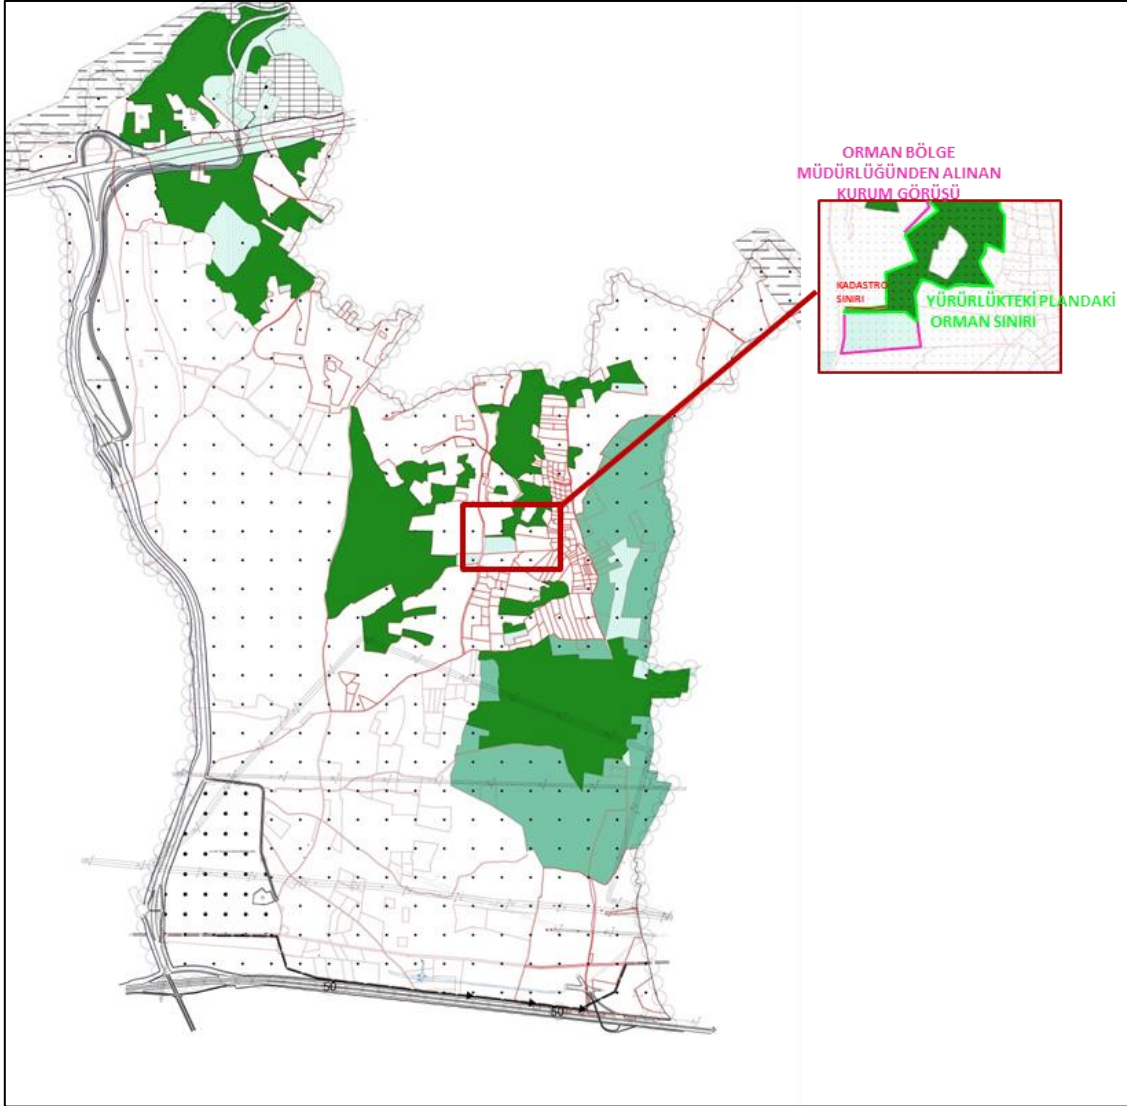 ORMAN BÖLGE
MÜDÜRLÜĞÜNDEN ALINAN
KURUM GÖRÜŞÜ
KADASTRO
SINIRI
YÜRÜRLÜKTEKİ PLANDAKİ
ORMAN SINIRI
50
50